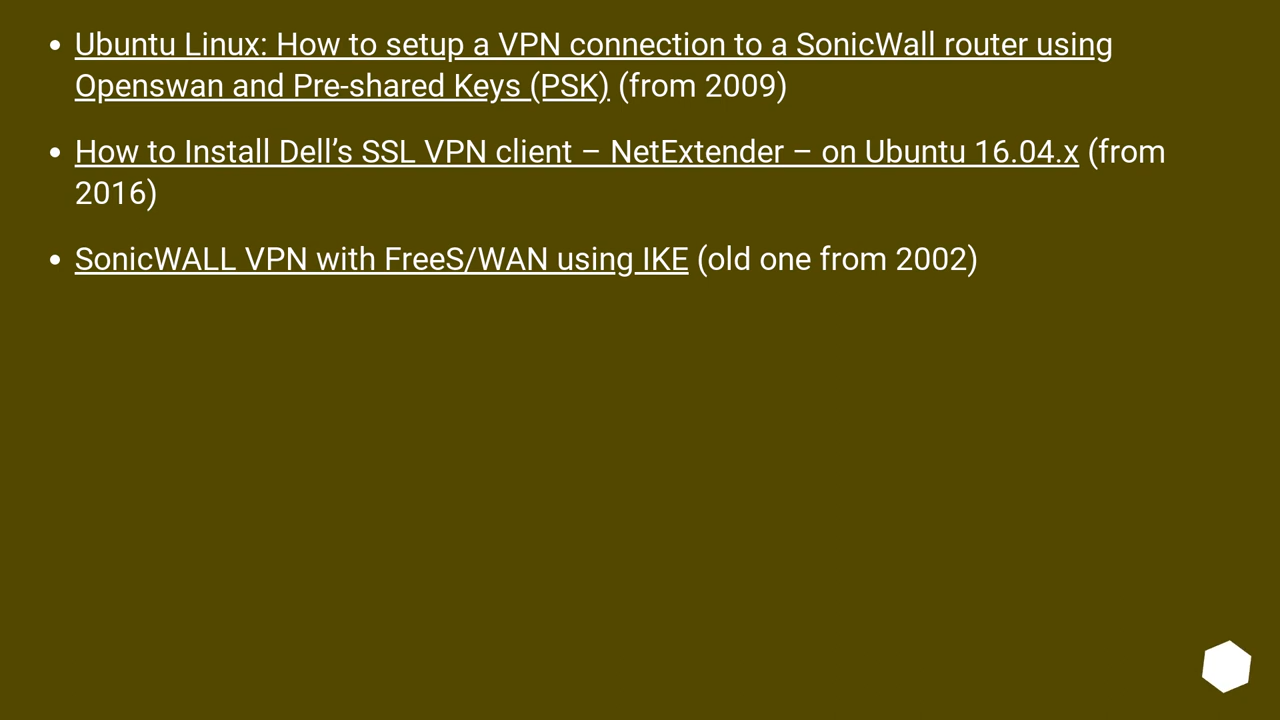 • Ubuntu Linux: How to setup a VPN connection to a SonicWall router using
Openswan and Pre-shared Keys (PSK) (from 2009)
• How to Install Dell’s SSL VPN client – NetExtender – on Ubuntu 16.04.x (from
2016)
• SonicWALL VPN with FreeS/WAN using IKE (old one from 2002)